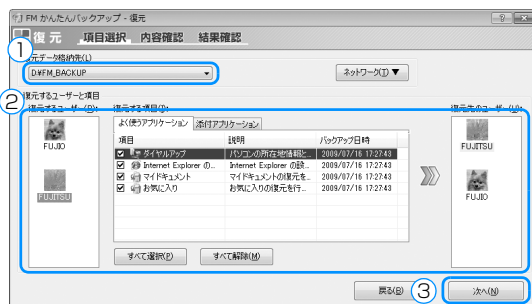 FM かんたんバックアップ - 復元
復元 項目選択 内容確認 結果確認
①
復元データ格納先(L)
D¥FM_BACKUP
ネットワーク(T)▼
②
復元するユーザーと項目
復元するユーザー(R): 復元する項目(I): 復元先のユーザー(U):
よく使うアプリケーション 添付アプリケーション
項目 説明 バックアップ日時
ダイヤルアップ パソコンの所在地情報と... 2009/07/16 17:27:43
Internet Explorer の... Internet Explorer の設... 2009/07/16 17:27:43
マイドキュメント マイドキュメントの復元を... 2009/07/16 17:27:43
お気に入り お気に入りの復元を行... 2009/07/16 17:27:43
FUJIO
FUJITSU
FUJITSU
FUJIO
すべて選択(P) すべて解除(M)
戻る(B) ③ 次へ(N)